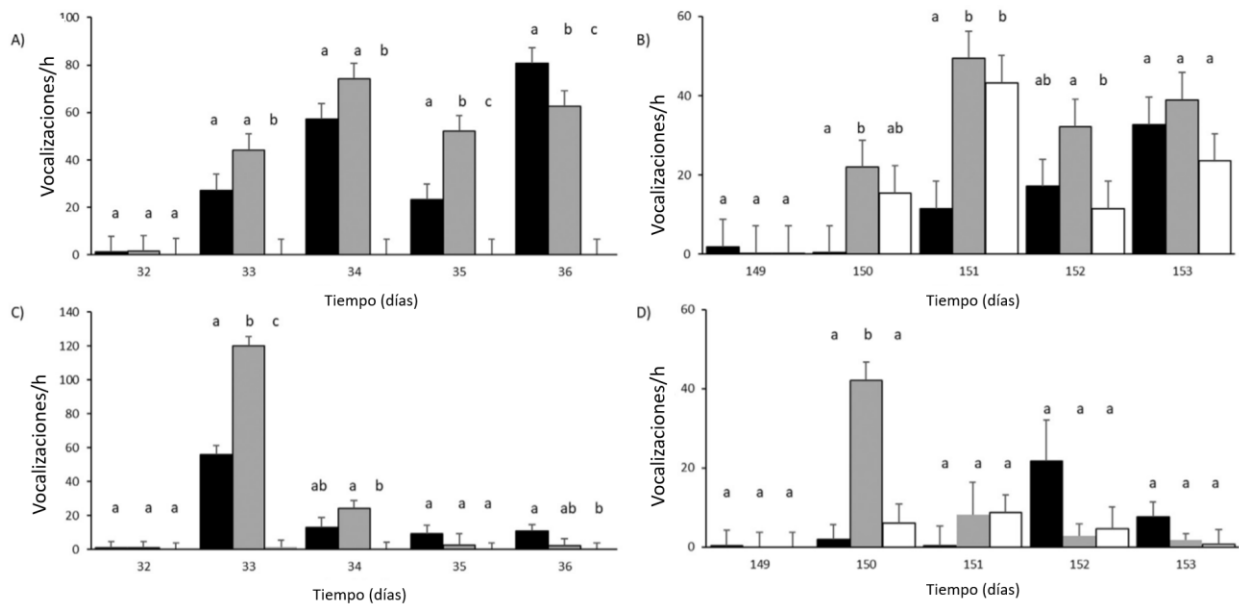 A)
Vocalizaciones/h
100
80
60
40
20
0
a a a
a a b
a a b
a b c
a b c
32 33 34 35 36
Tiempo (días)
B)
Vocalizaciones/h
60
40
20
0
a a a
a b ab
a b b
ab a b
a a a
149 150 151 152 153
Tiempo (días)
C)
Vocalizaciones/h
140
120
100
80
60
40
20
0
a a a
a b c
ab a b
a a a
a ab b
32 33 34 35 36
Tiempo (días)
D)
Vocalizaciones/h
60
40
20
0
a a a
a b a
a a a
a a a
a a a
149 150 151 152 153
Tiempo (días)